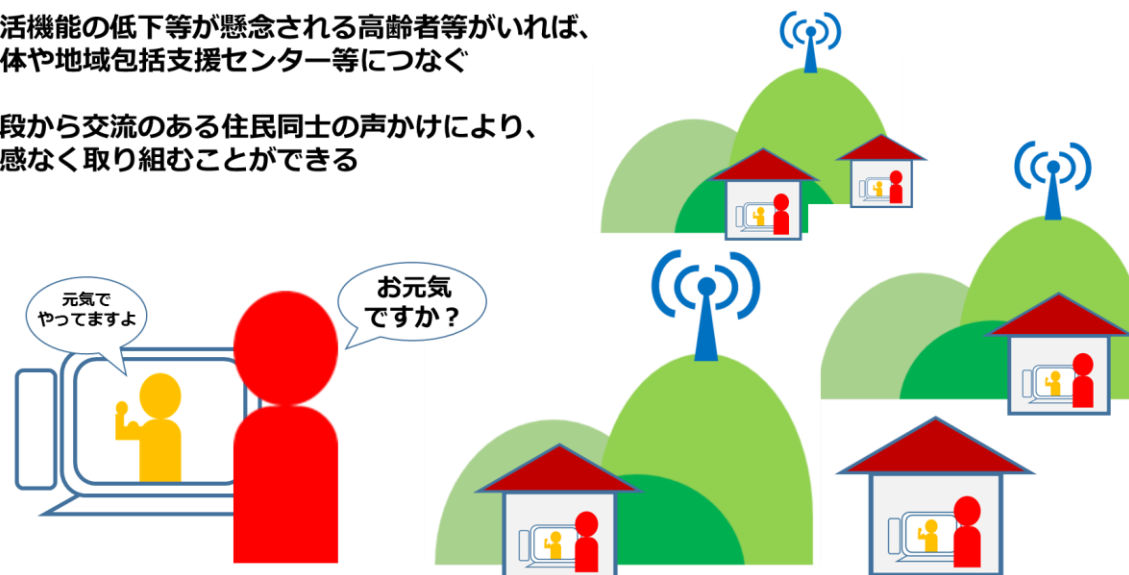 活機能の低下等が懸念される高齢者等がいれば、
体や地域包括支援センター等につなぐ
段から交流のある住民同士の声かけにより、
感なく取り組むことができる
元気で
やってますよ
お元気
ですか？